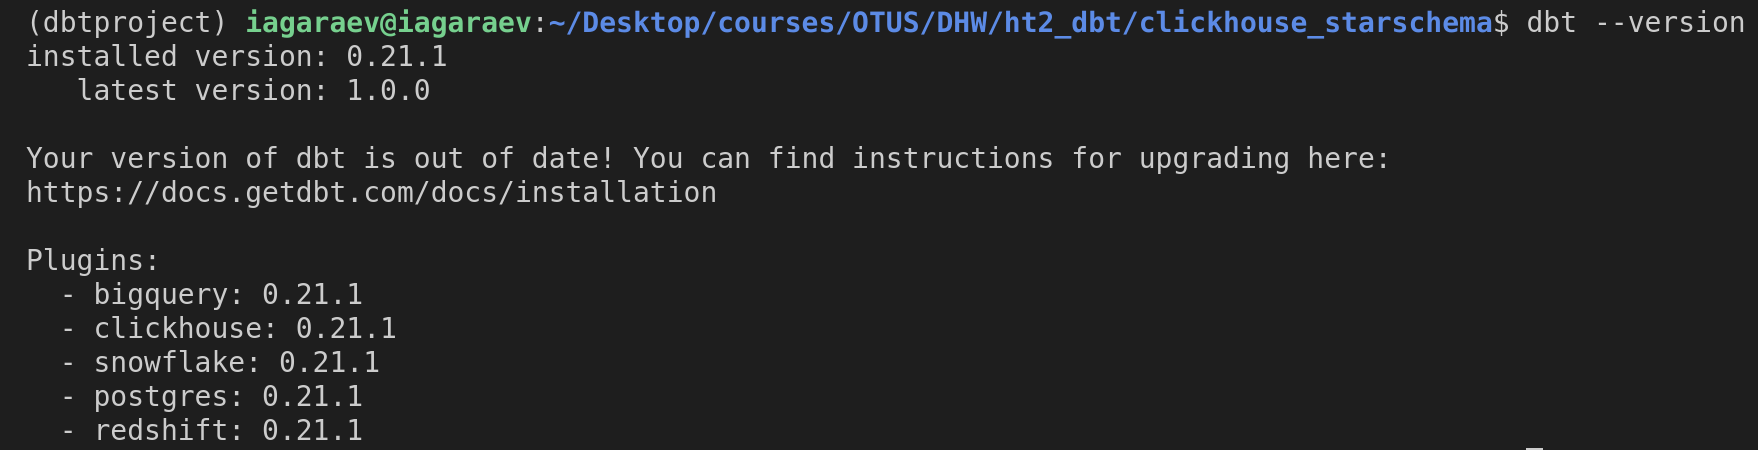 (dbtproject) iagaraev@iagaraev:~/Desktop/courses/OTUS/DHW/ht2_dbt/clickhouse_starschema$ dbt --version
installed version: 0.21.1
   latest version: 1.0.0

Your version of dbt is out of date! You can find instructions for upgrading here:
https://docs.getdbt.com/docs/installation

Plugins:
  - bigquery: 0.21.1
  - clickhouse: 0.21.1
  - snowflake: 0.21.1
  - postgres: 0.21.1
  - redshift: 0.21.1